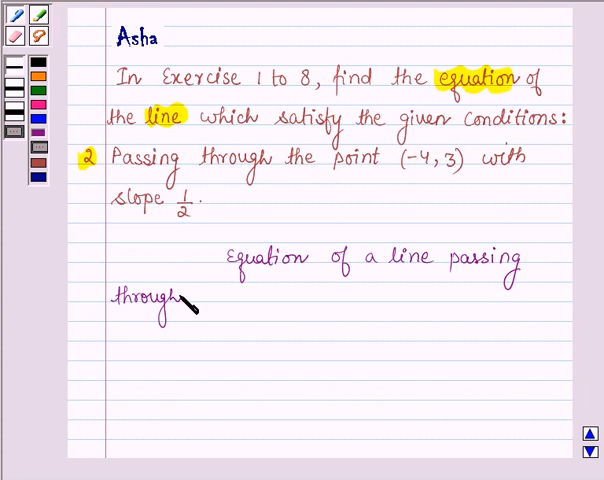 Asha
In Exercise 1 to 8, find the equation of
the line which satisfy the given conditions:
2 Passing through the point (-4, 3) with
slope 1/2.
Equation of a line passing
through